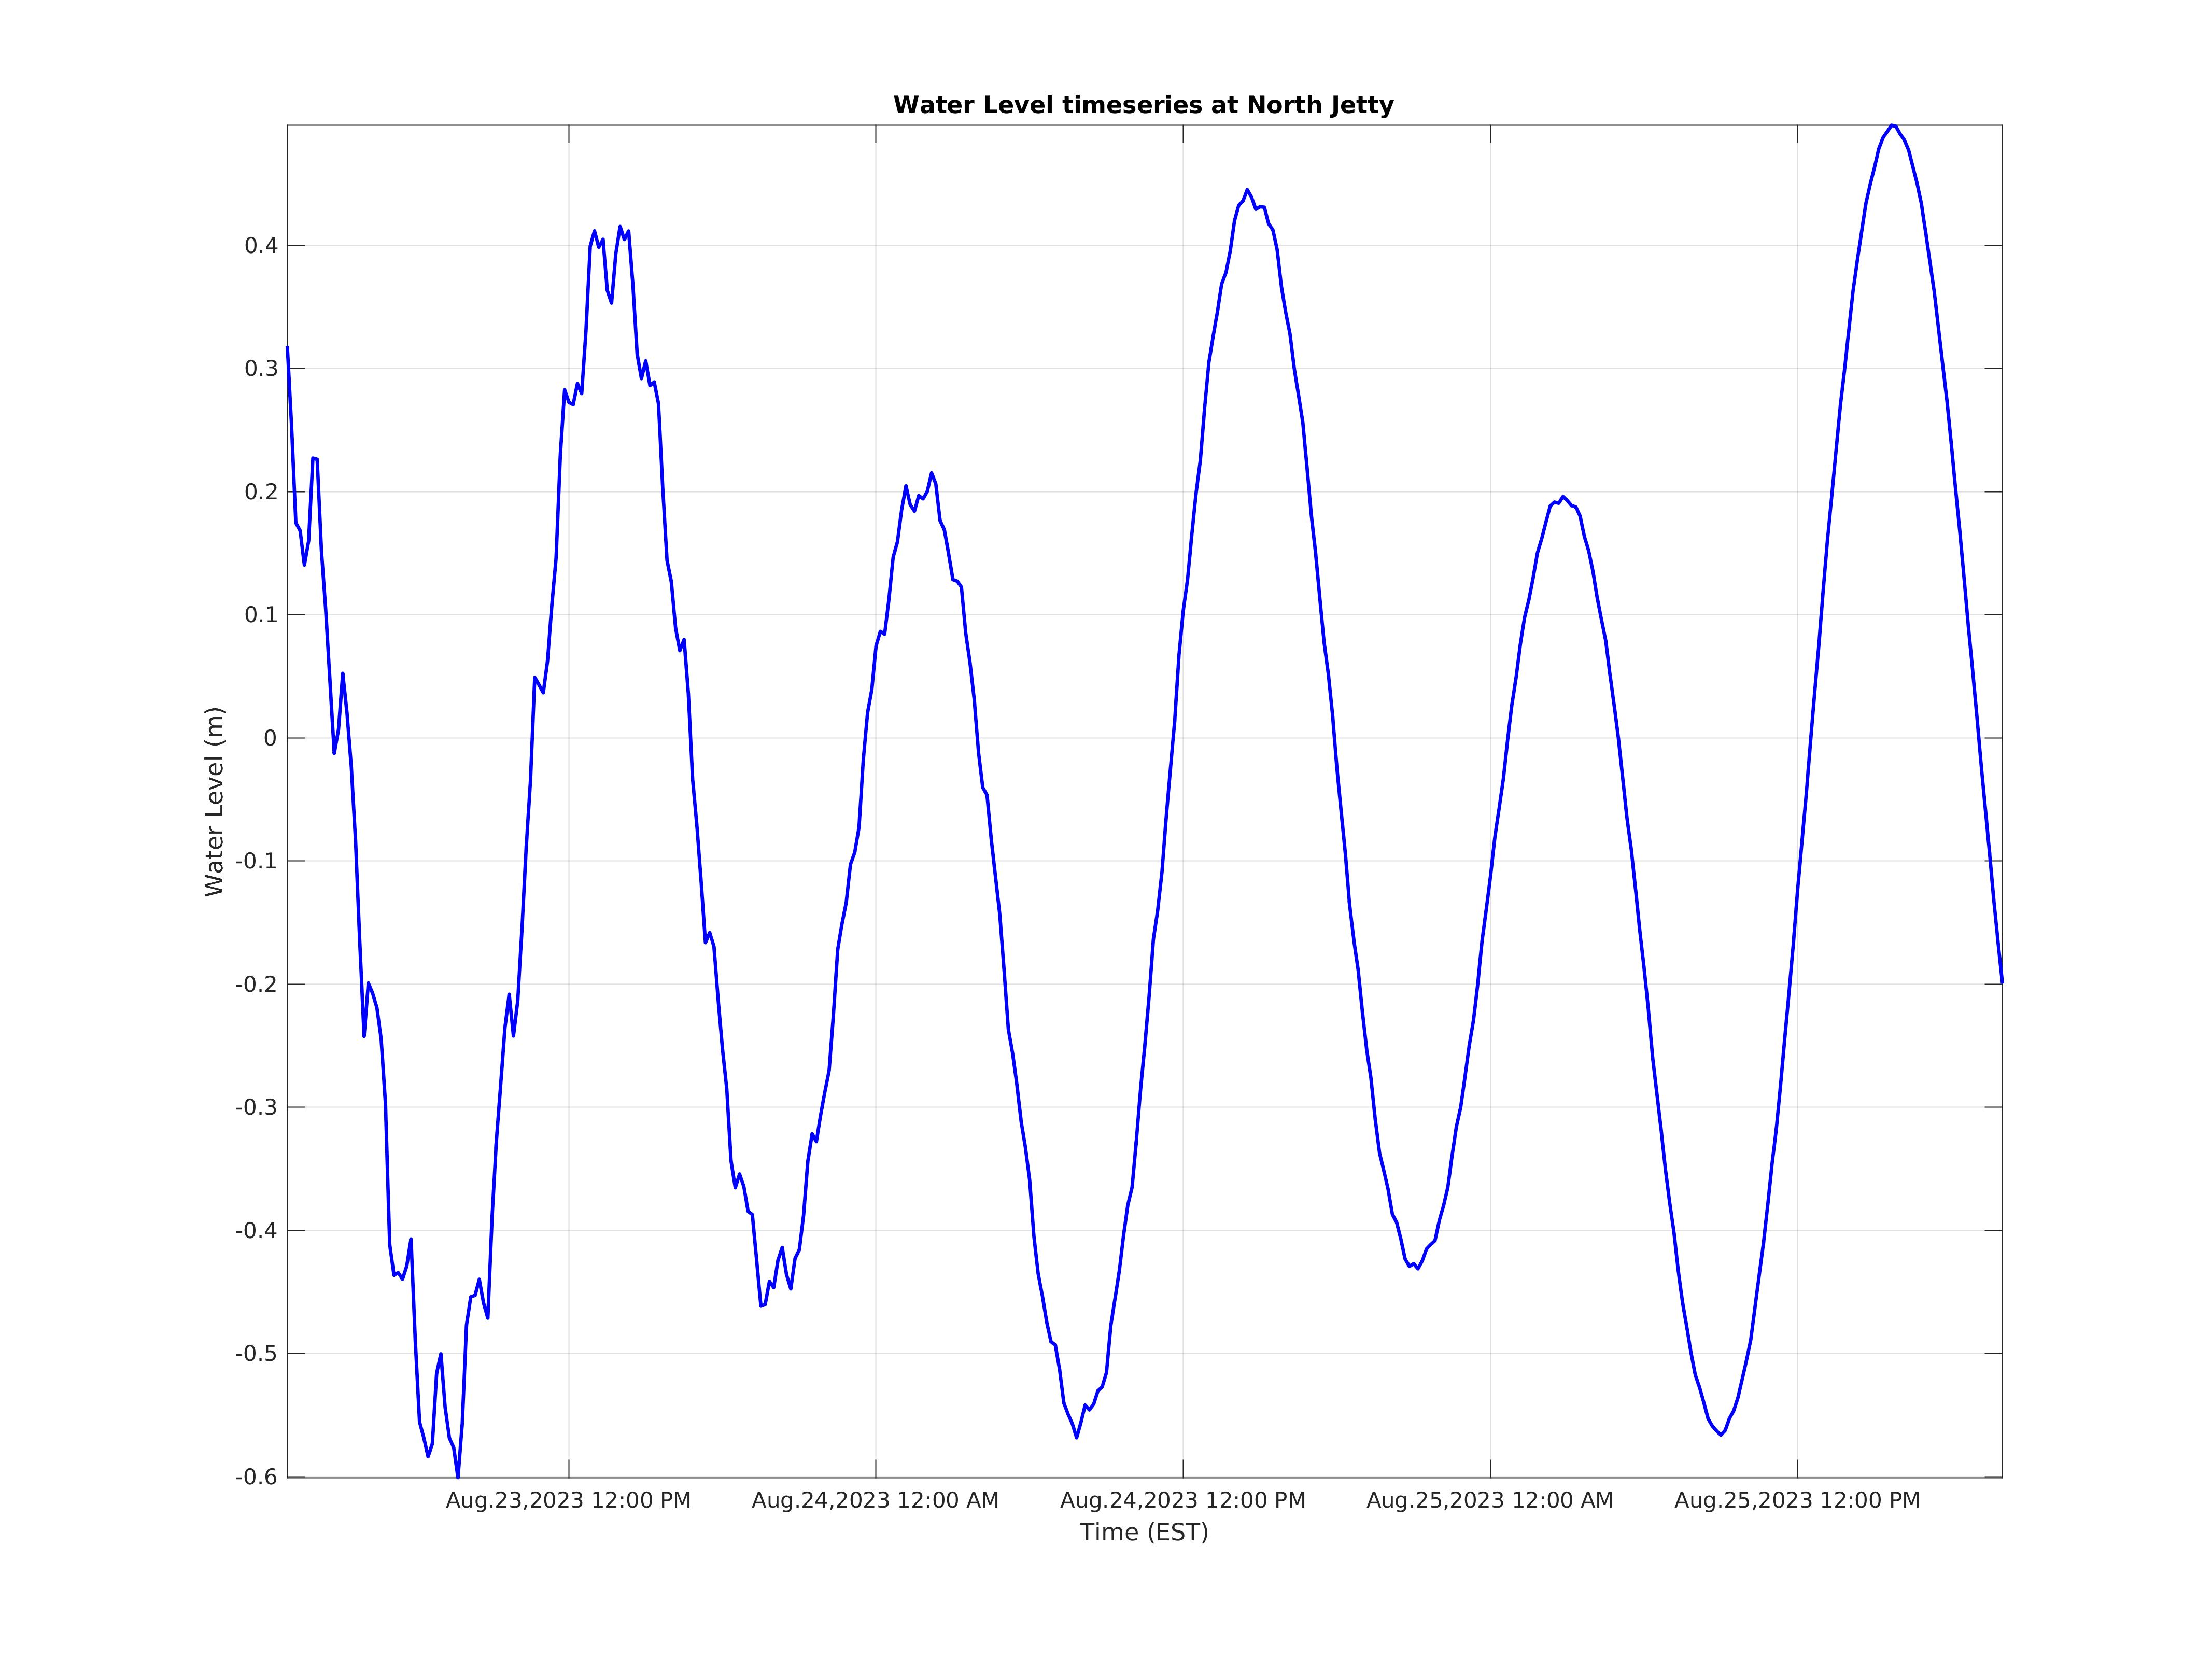 Water Level timeseries at North Jetty
0.4
0.3
0.2
0.1
0
-0.1
-0.2
-0.3
-0.4
-0.5
-0.6
Water Level (m)
Aug.23,2023 12:00 PM
Aug.24,2023 12:00 AM
Aug.24,2023 12:00 PM
Aug.25,2023 12:00 AM
Aug.25,2023 12:00 PM
Time (EST)